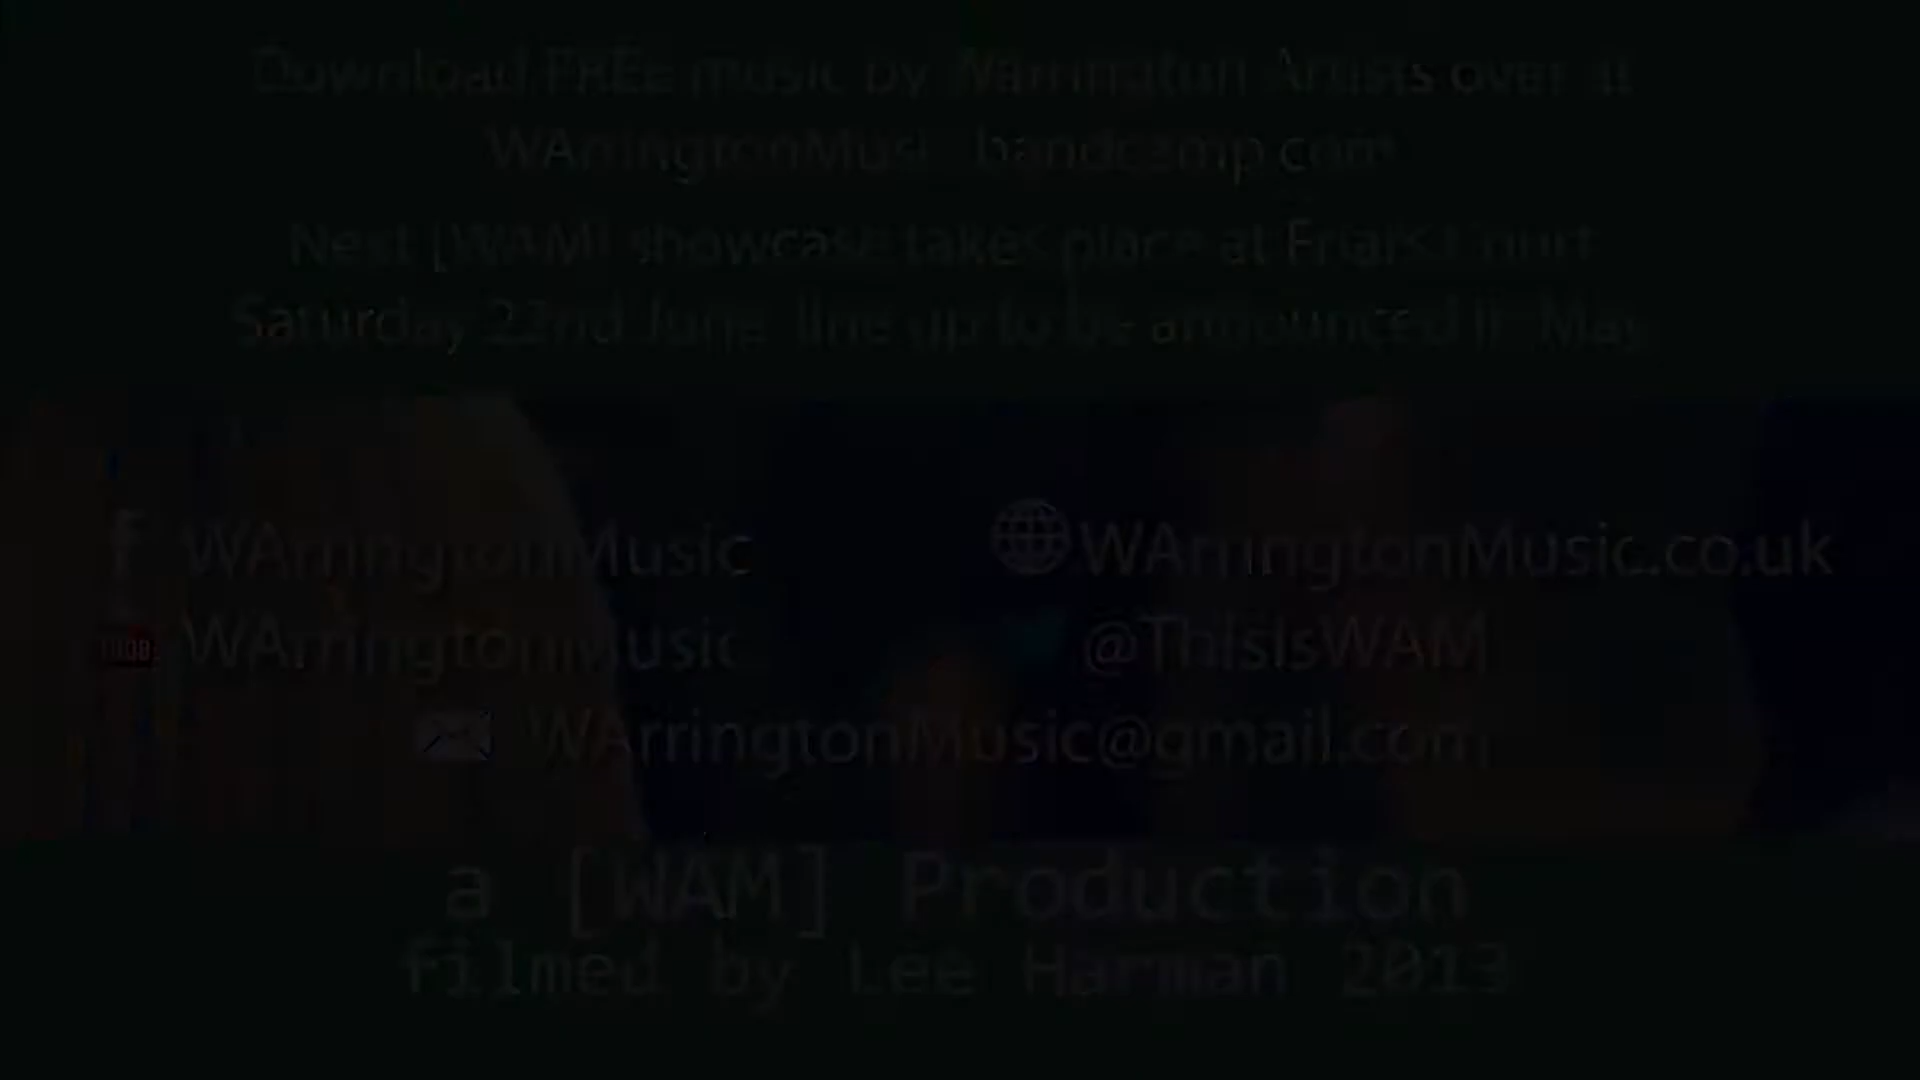 Download FREE music by Warrington Artists over at
WArringtonMusic.bandcamp.com
Next [WAM] showcase takes place at Friars Court
Saturday 22nd June, line up to be announced in May
WArringtonMusic
WArringtonMusic.co.uk
WArringtonMusic
@ThisIsWAM
WArringtonMusic@gmail.com
a [WAM] Production
filmed by Lee Harman 2013